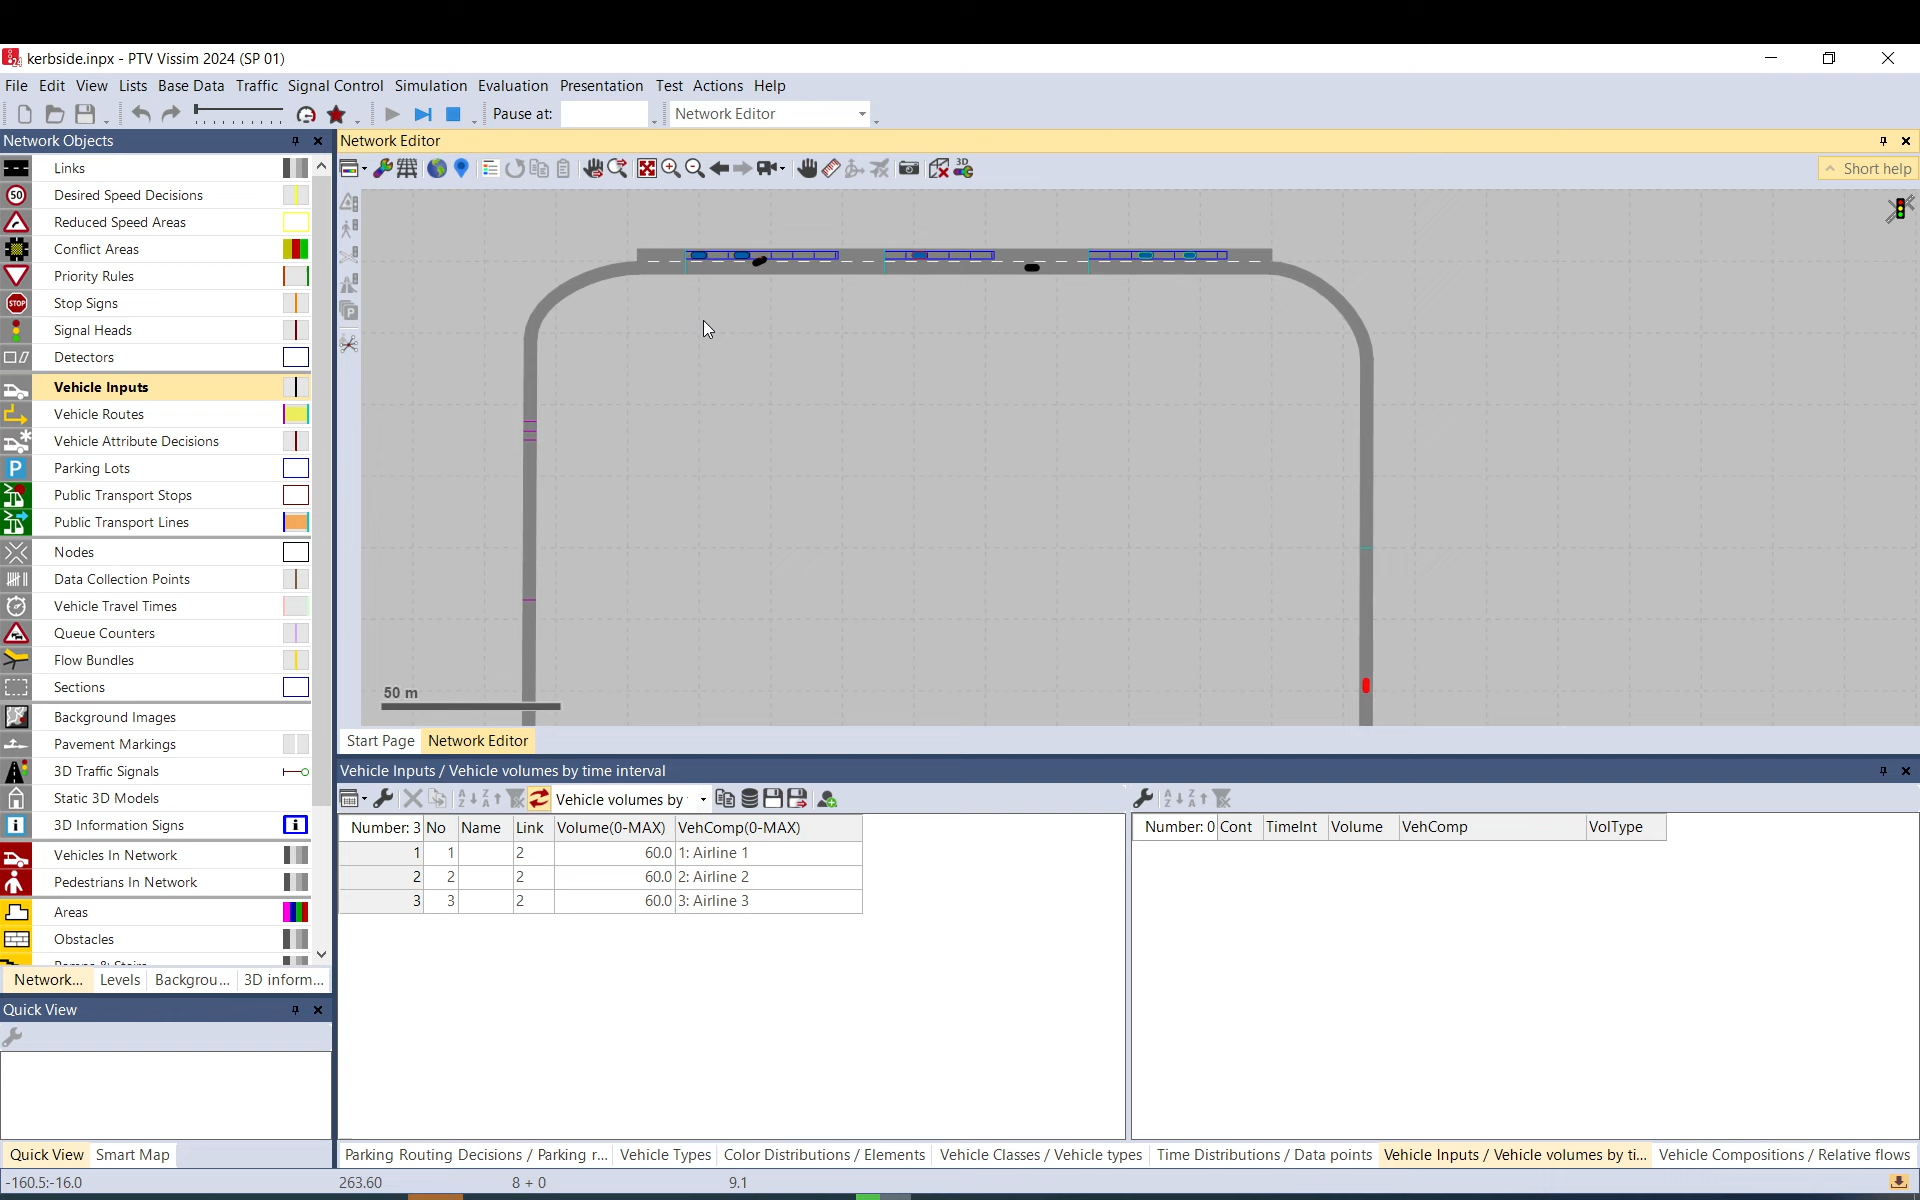 kerbside.inpx - PTV Vissim 2024 (SP 01)
File Edit View Lists Base Data Traffic Signal Control Simulation Evaluation Presentation Test Actions Help
Pause at: Network Editor
Network Objects
Links
50 Desired Speed Decisions
Reduced Speed Areas
Conflict Areas
Priority Rules
STOP Stop Signs
Signal Heads
Detectors
Vehicle Inputs
Vehicle Routes
Vehicle Attribute Decisions
P Parking Lots
Public Transport Stops
Public Transport Lines
Nodes
Data Collection Points
Vehicle Travel Times
Queue Counters
Flow Bundles
Sections
Background Images
Pavement Markings
3D Traffic Signals
Static 3D Models
3D Information Signs
Vehicles In Network
Pedestrians In Network
Areas
Obstacles
Network... Levels Backgrou... 3D inform...
Quick View
Quick View Smart Map
Network Editor
3D
Short help
50 m
Start Page Network Editor
Vehicle Inputs / Vehicle volumes by time interval
Vehicle volumes by
Number: 3 No Name Link Volume(0-MAX) VehComp(0-MAX)
1 1 2 60.0 1: Airline 1
2 2 2 60.0 2: Airline 2
3 3 2 60.0 3: Airline 3
Number: 0 Cont TimeInt Volume VehComp VolType
Parking Routing Decisions / Parking r... Vehicle Types Color Distributions / Elements Vehicle Classes / Vehicle types Time Distributions / Data points Vehicle Inputs / Vehicle volumes by ti... Vehicle Compositions / Relative flows
-160.5:-16.0 263.60 8 + 0 9.1